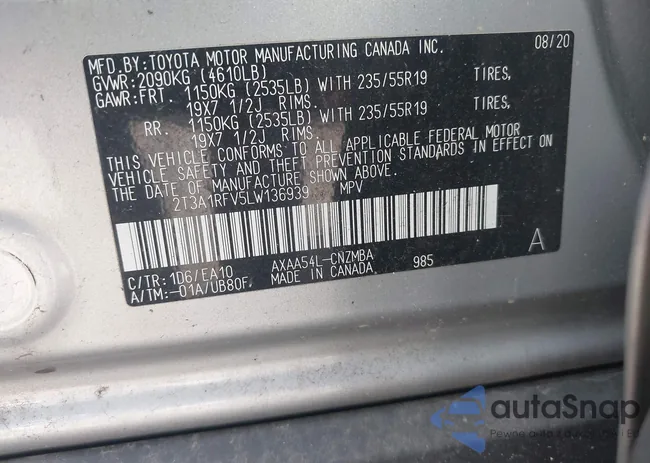 MFD.BY:TOYOTA MOTOR MANUFACTURING CANADA INC. 08/20
GVWR:2090KG (4610LB)
GAWR:FRT. 1150KG (2535LB) WITH 235/55R19 TIRES,
19X7 1/2J RIMS.
RR. 1150KG (2535LB) WITH 235/55R19 TIRES,
19X7 1/2J RIMS.
THIS VEHICLE CONFORMS TO ALL APPLICABLE FEDERAL MOTOR
VEHICLE SAFETY AND THEFT PREVENTION STANDARDS IN EFFECT ON
THE DATE OF MANUFACTURE SHOWN ABOVE.
2T3A1RFV5LW136939 MPV
A
C/TR:1D6/EA10 AXAA54L-CNZMBA 985
A/TM:-01A/UB80F MADE IN CANADA
autaSnap
Pewne auta z